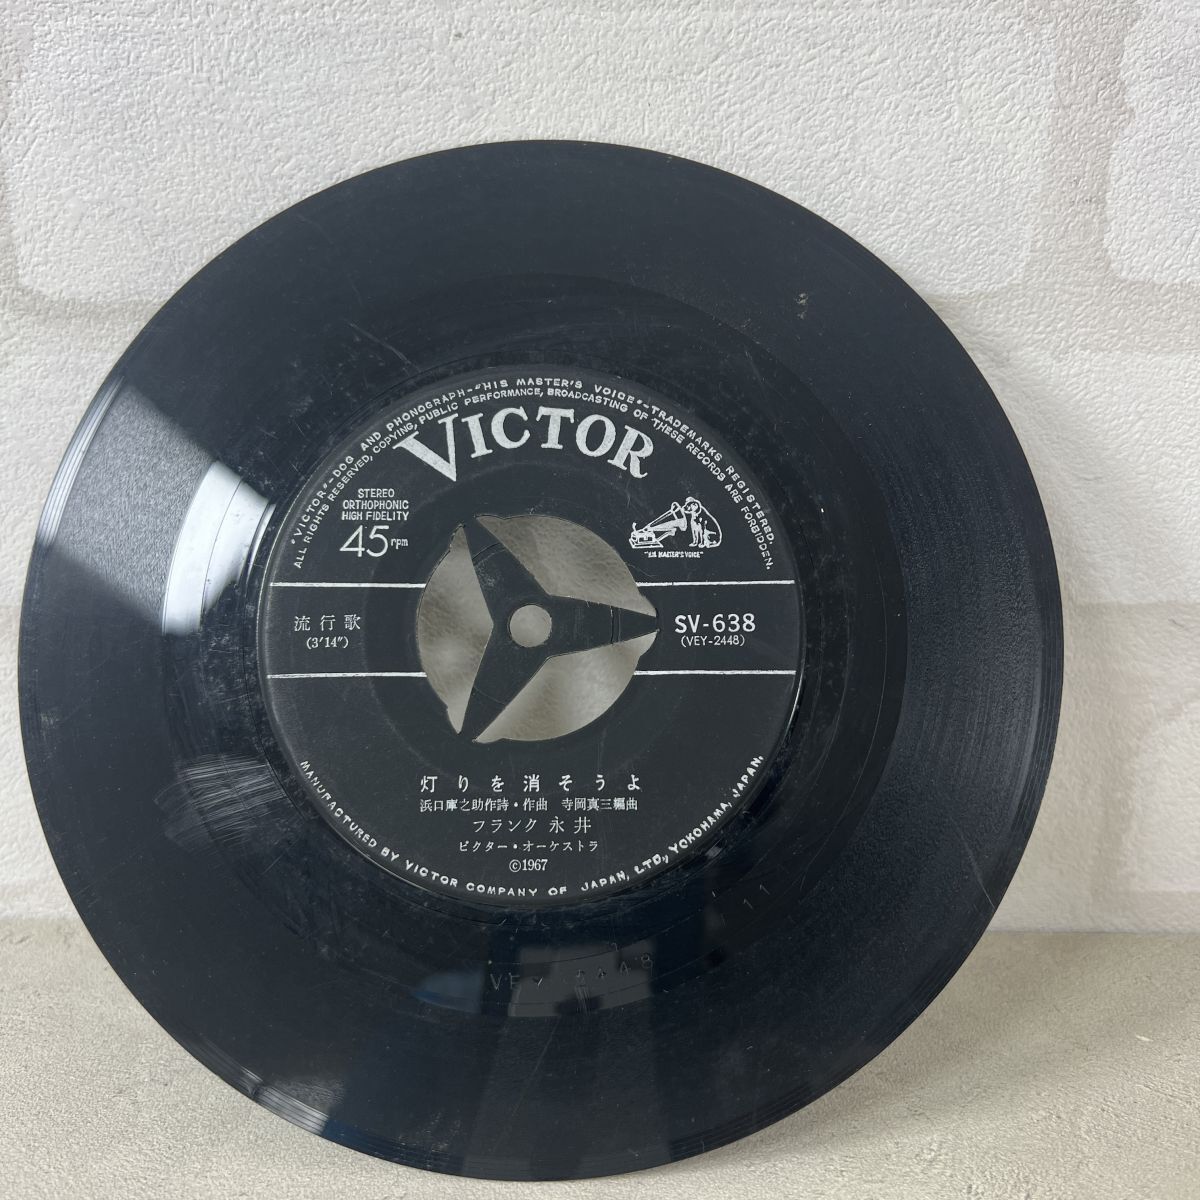 "VICTOR"-DOG AND PHONOGRAPH-"HIS MASTER'S VOICE"-TRADEMARKS REGISTERED.
ALL RIGHTS RESERVED, COPYING, PUBLIC PERFORMANCE, BROADCASTING OF THESE RECORDS ARE FORBIDDEN.
VICTOR
STEREO
ORTHOPHONIC
HIGH FIDELITY
45rpm
"HIS MASTER'S VOICE"
流行歌
(3'14")
SV-638
(VEY-2448)
灯りを消そうよ
浜口庫之助作詩・作曲 寺岡真三編曲
フランク永井
ビクター・オーケストラ
©1967
MANUFACTURED BY VICTOR COMPANY OF JAPAN, LTD., YOKOHAMA, JAPAN.